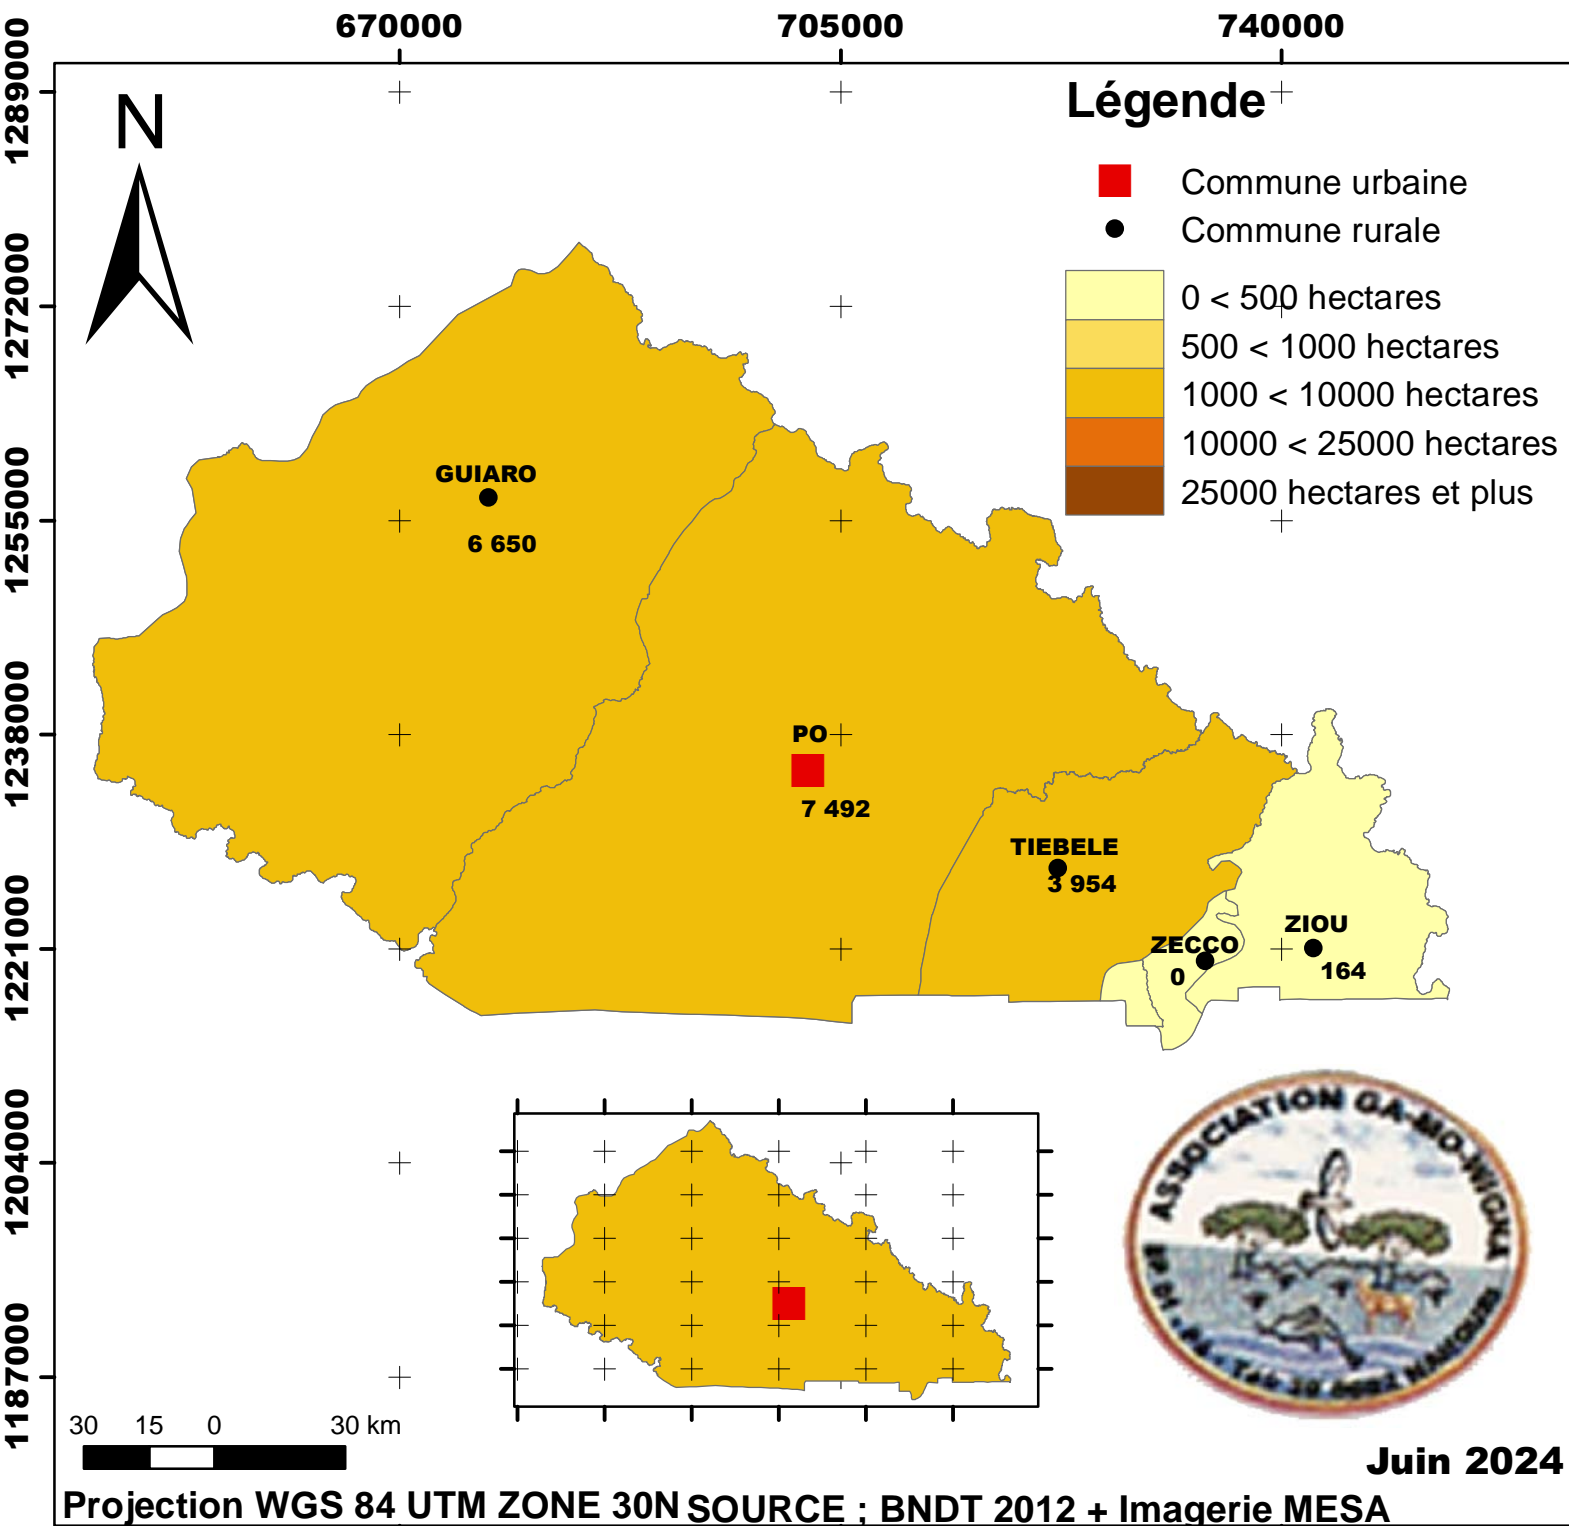 670000 705000 740000
1289000
1272000
1255000
1238000
1221000
1204000
1187000
N
Légende
Commune urbaine
Commune rurale
0 < 500 hectares
500 < 1000 hectares
1000 < 10000 hectares
10000 < 25000 hectares
25000 hectares et plus
GUIARO
6 650
PO
7 492
TIEBELE
3 954
ZECCO
0
ZIOU
164
ASSOCIATION GA-MO-WIGNA
30 15 0 30 km
Juin 2024
Projection WGS 84 UTM ZONE 30N SOURCE ; BNDT 2012 + Imagerie MESA